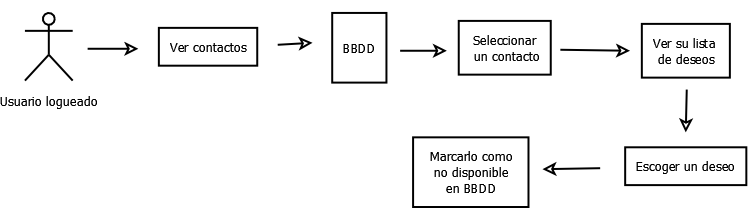 Usuario logueado
Ver contactos
BBDD
Seleccionar
un contacto
Ver su lista
de deseos
Escoger un deseo
Marcarlo como
no disponible
en BBDD